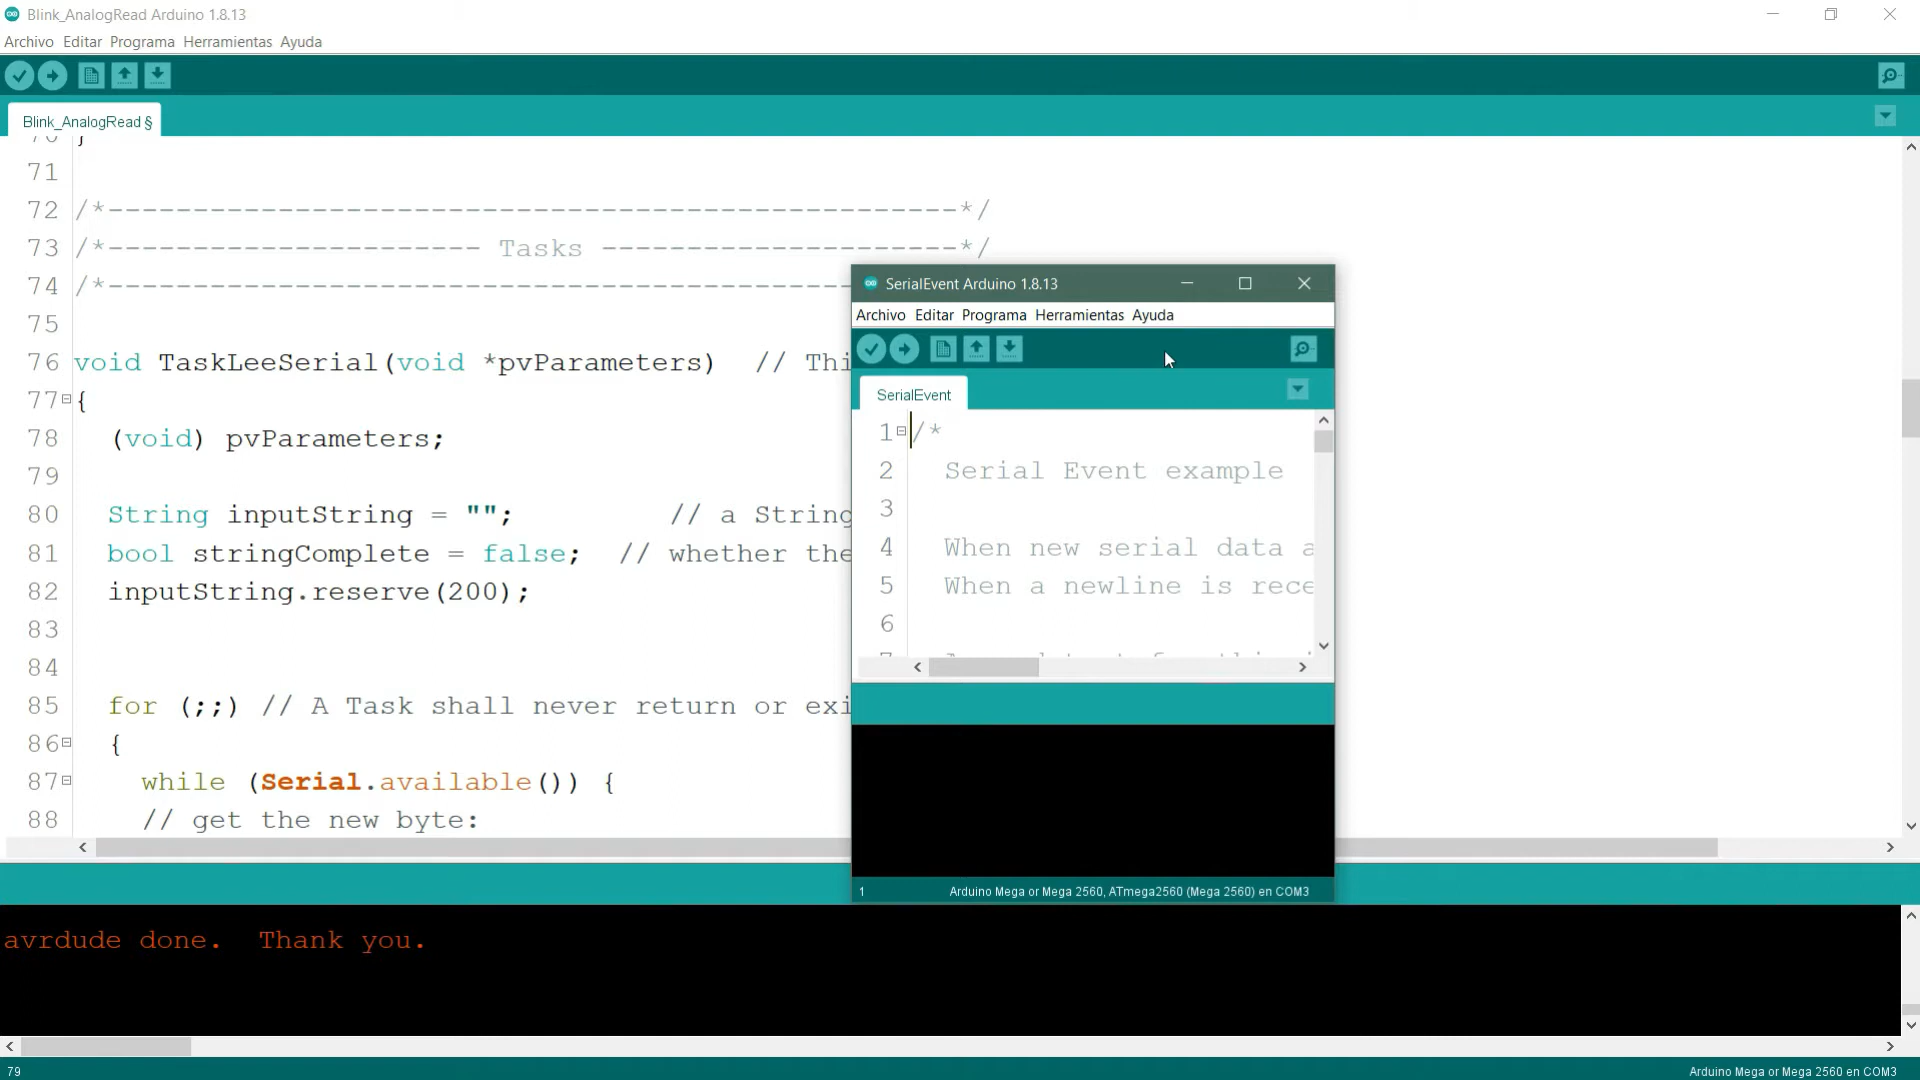 Blink_AnalogRead Arduino 1.8.13
Archivo Editar Programa Herramientas Ayuda
Blink_AnalogRead §
70 }
71
72 /*--------------------------------------------------*/
73 /*---------------------- Tasks ---------------------*/
74 /*--------------------------------------------
75
76 void TaskLeeSerial(void *pvParameters)  // Thi
77 {
78 (void) pvParameters;
79
80 String inputString = "";         // a String
81 bool stringComplete = false;  // whether the
82 inputString.reserve(200);
83
84
85 for (;;) // A Task shall never return or exi
86 {
87 while (Serial.available()) {
88 // get the new byte:
avrdude done.  Thank you.
79
Arduino Mega or Mega 2560 en COM3
SerialEvent Arduino 1.8.13
Archivo Editar Programa Herramientas Ayuda
SerialEvent
1 /*
2 Serial Event example
3
4 When new serial data a
5 When a newline is rece
6
1
Arduino Mega or Mega 2560, ATmega2560 (Mega 2560) en COM3